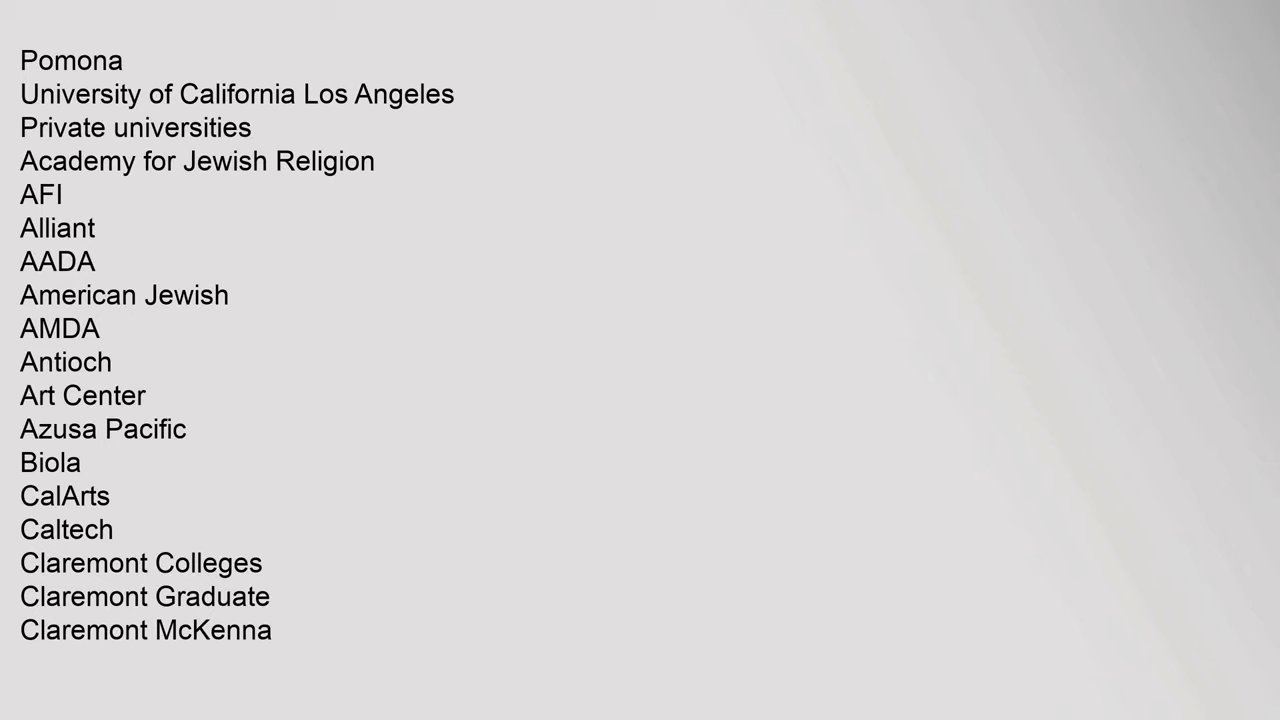 Pomona
University of California Los Angeles
Private universities
Academy for Jewish Religion
AFI
Alliant
AADA
American Jewish
AMDA
Antioch
Art Center
Azusa Pacific
Biola
CalArts
Caltech
Claremont Colleges
Claremont Graduate
Claremont McKenna